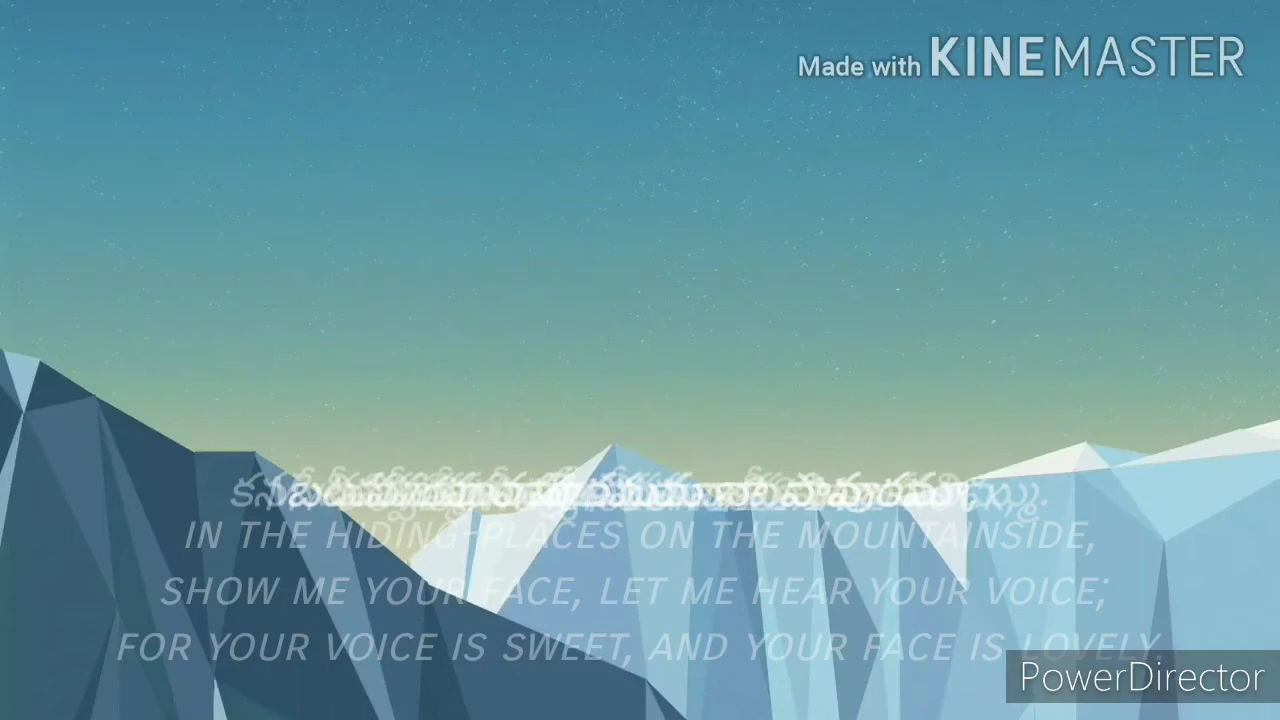 Made with KINEMASTER
IN THE HIDING-PLACES ON THE MOUNTAINSIDE,
SHOW ME YOUR FACE, LET ME HEAR YOUR VOICE;
FOR YOUR VOICE IS SWEET, AND YOUR FACE IS LOVELY.
PowerDirector